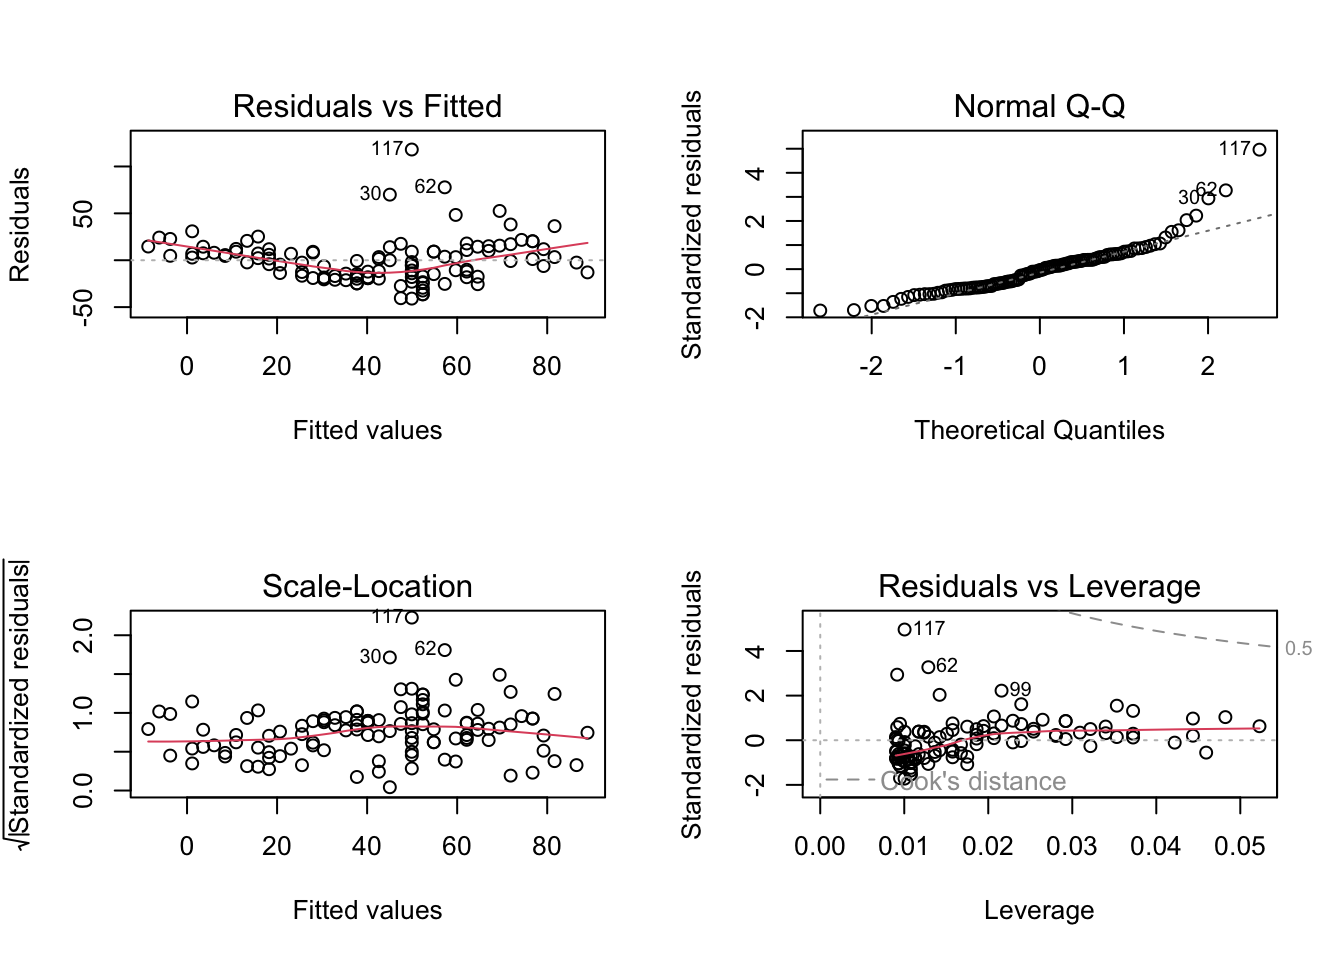 Residuals vs Fitted
Residuals
50
-50
117
30
62
0 20 40 60 80
Fitted values
Normal Q-Q
Standardized residuals
4
2
0
-2
117
62
30
-2 -1 0 1 2
Theoretical Quantiles
Scale-Location
√|Standardized residuals|
2.0
1.0
0.0
117
62
30
0 20 40 60 80
Fitted values
Residuals vs Leverage
Standardized residuals
4
2
0
-2
117
62
99
0.5
Cook's distance
0.00 0.01 0.02 0.03 0.04 0.05
Leverage